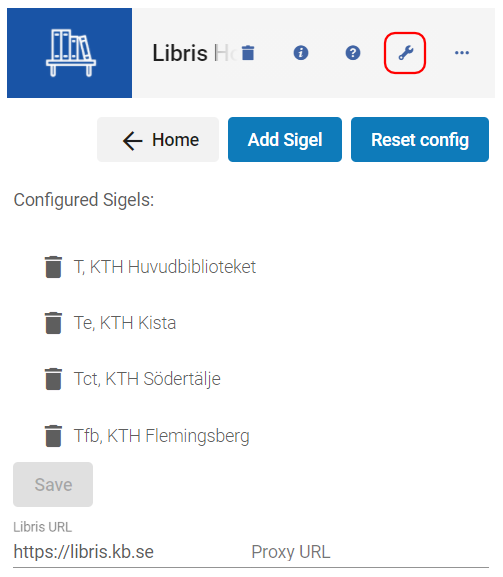 Libris
Home
Add Sigel
Reset config
Configured Sigels:
T, KTH Huvudbiblioteket
Te, KTH Kista
Tct, KTH Södertälje
Tfb, KTH Flemingsberg
Save
Libris URL
https://libris.kb.se
Proxy URL